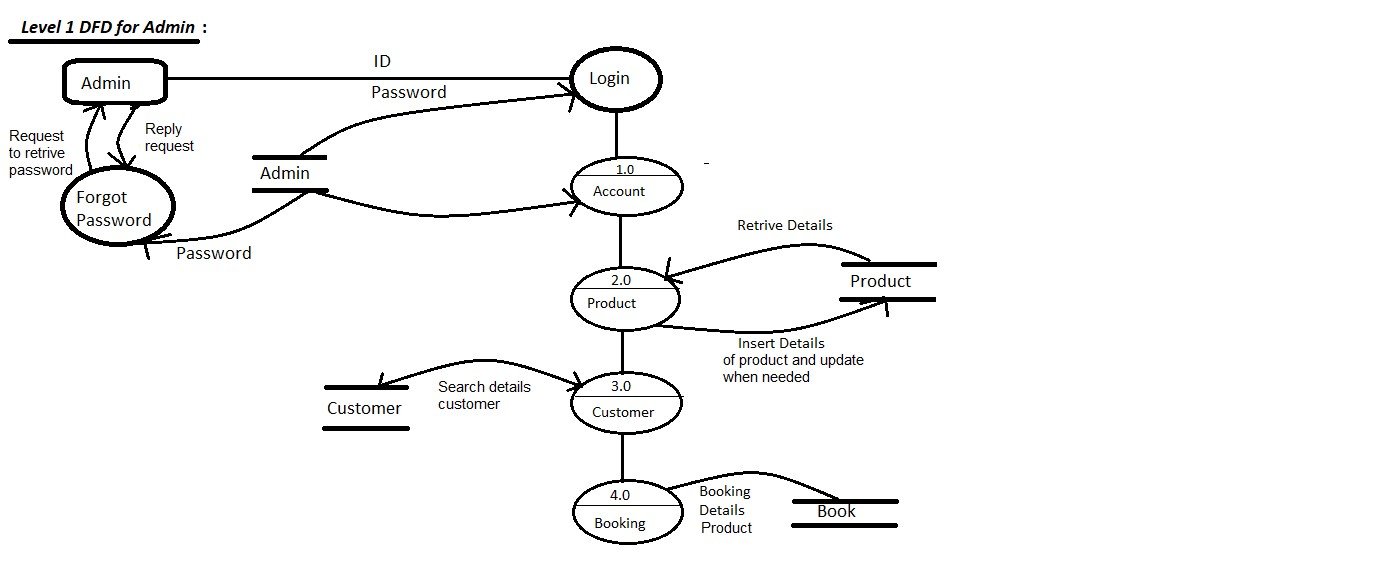 Level 1 DFD for Admin :
ID
Admin
Login
Password
Request
to retrive
password
Reply
request
Admin
1.0
Account
Forgot
Password
Password
Retrive Details
2.0
Product
Product
Insert Details
of product and update
when needed
3.0
Customer
Search details
customer
Customer
4.0
Booking
Booking
Details
Product
Book